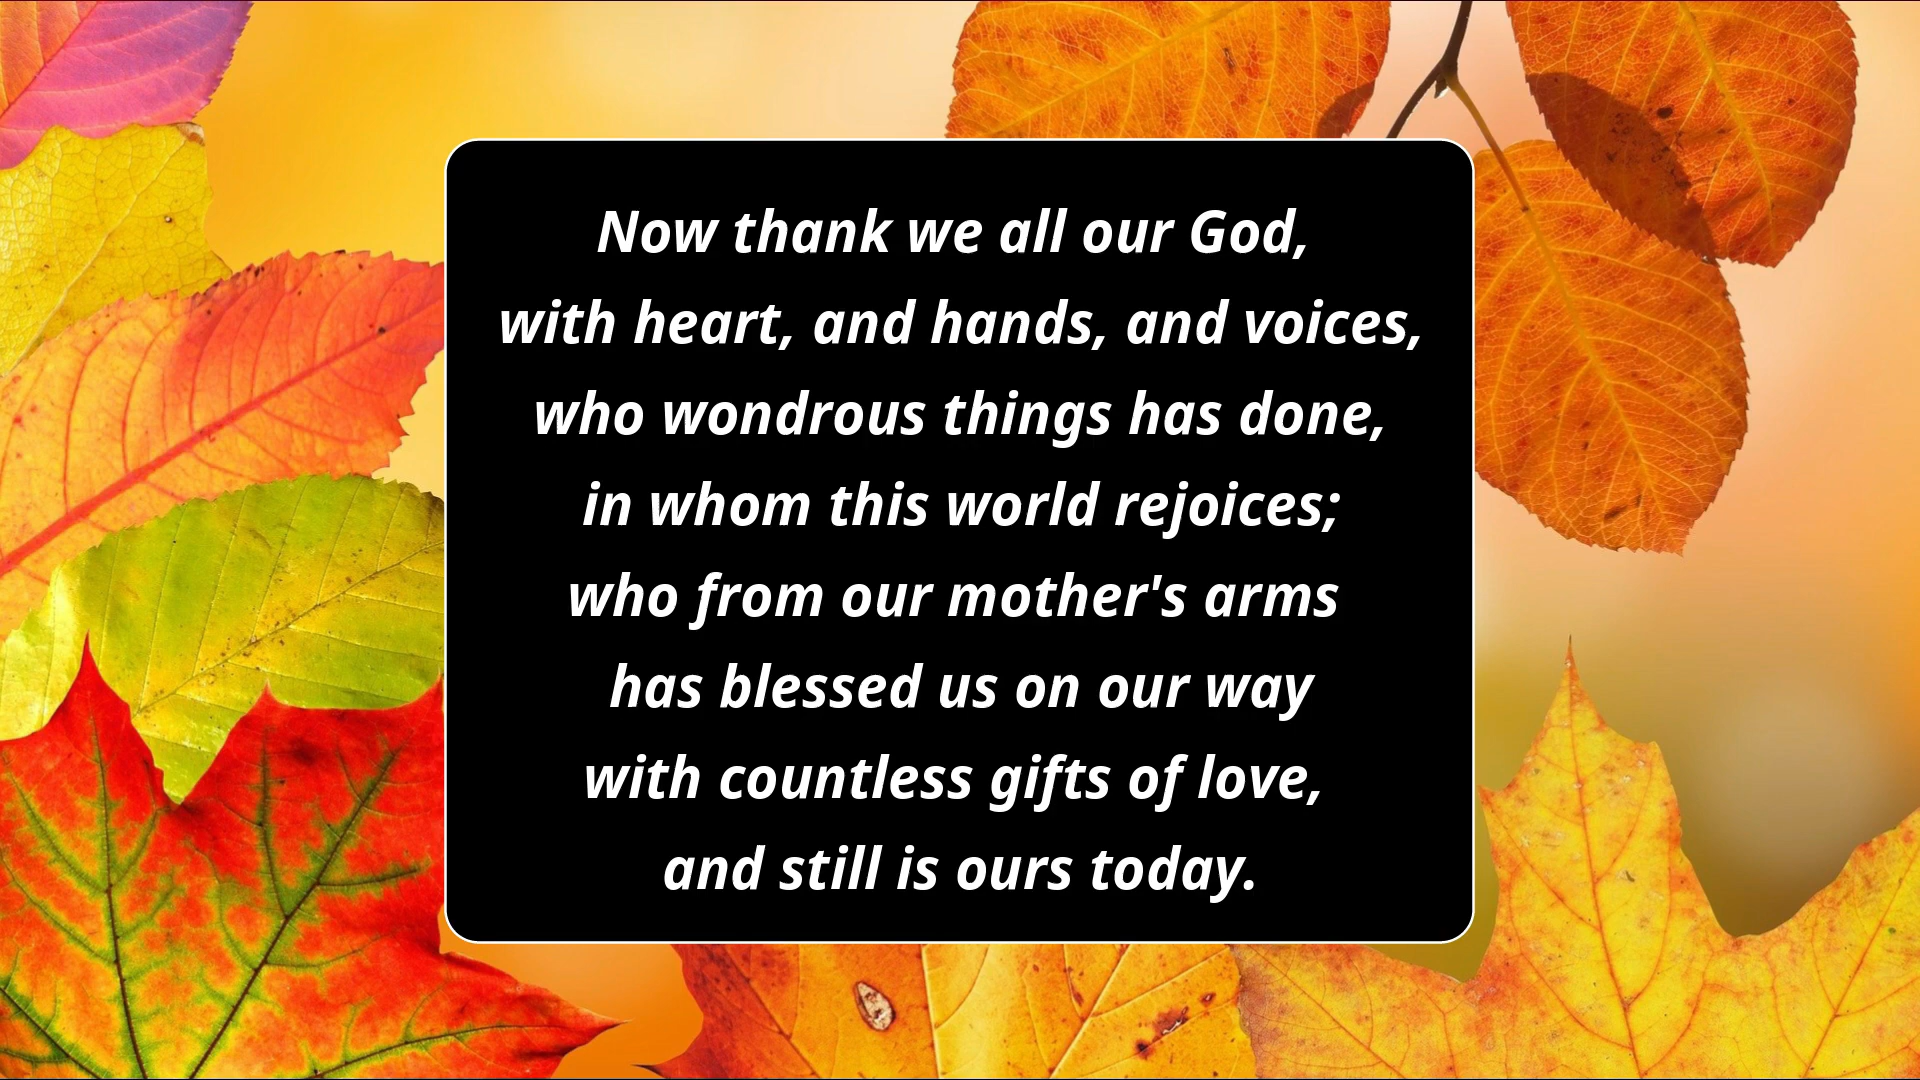 Now thank we all our God,
with heart, and hands, and voices,
who wondrous things has done,
in whom this world rejoices;
who from our mother's arms
has blessed us on our way
with countless gifts of love,
and still is ours today.